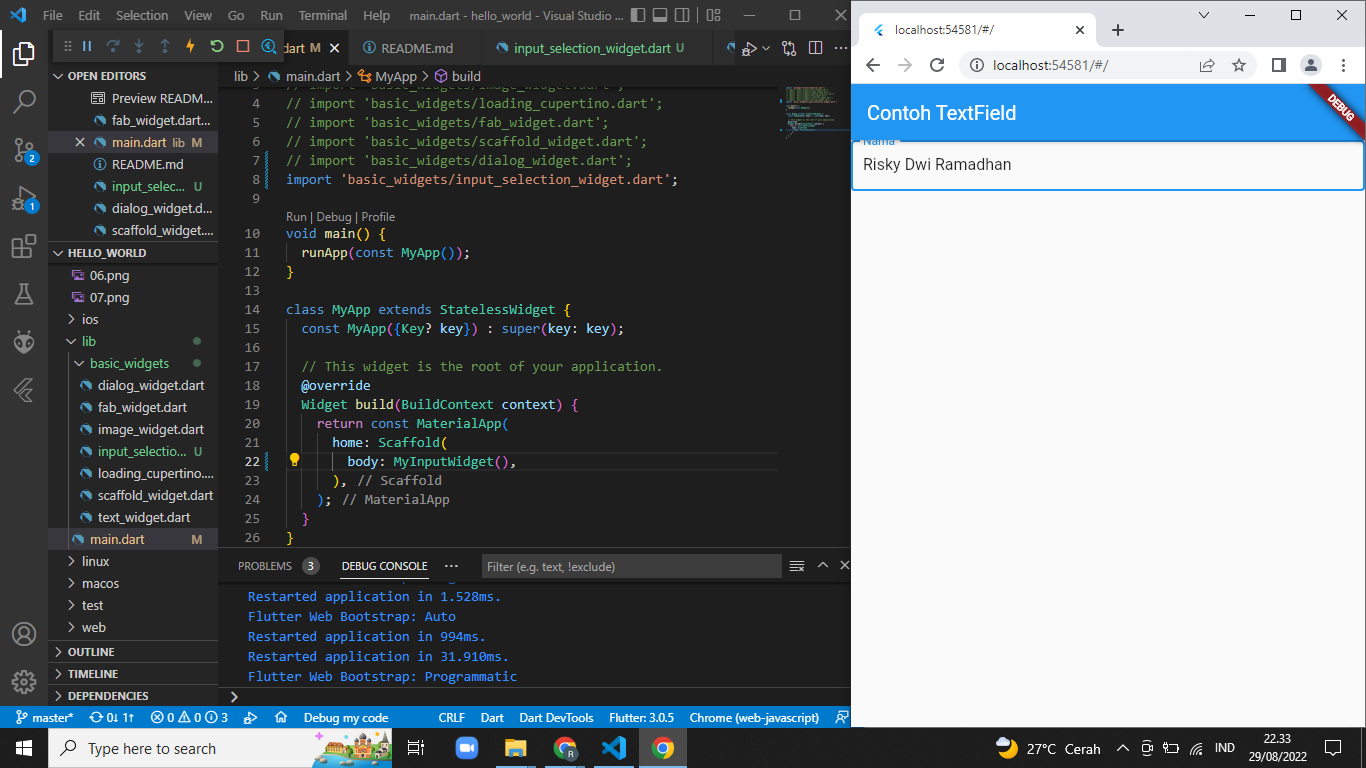 File Edit Selection View Go Run Terminal Help main.dart - hello_world - Visual Studio ...
dart M README.md input_selection_widget.dart U
OPEN EDITORS
Preview READM...
fab_widget.dart...
main.dart lib M
README.md
input_selec... U
dialog_widget.d...
scaffold_widget....
HELLO_WORLD
06.png
07.png
ios
lib
basic_widgets
dialog_widget.dart
fab_widget.dart
image_widget.dart
input_selectio... U
loading_cupertino....
scaffold_widget.dart
text_widget.dart
main.dart M
linux
macos
test
web
OUTLINE
TIMELINE
DEPENDENCIES
2
1
lib > main.dart > MyApp > build
3 // import 'basic_widgets/image_widget.dart';
4 // import 'basic_widgets/loading_cupertino.dart';
5 // import 'basic_widgets/fab_widget.dart';
6 // import 'basic_widgets/scaffold_widget.dart';
7 // import 'basic_widgets/dialog_widget.dart';
8 import 'basic_widgets/input_selection_widget.dart';
9
Run | Debug | Profile
10 void main() {
11 runApp(const MyApp());
12 }
13
14 class MyApp extends StatelessWidget {
15 const MyApp({Key? key}) : super(key: key);
16
17 // This widget is the root of your application.
18 @override
19 Widget build(BuildContext context) {
20 return const MaterialApp(
21 home: Scaffold(
22 body: MyInputWidget(),
23 ), // Scaffold
24 ); // MaterialApp
25 }
26 }
PROBLEMS 3 DEBUG CONSOLE ... Filter (e.g. text, !exclude)
Restarted application in 1.528ms.
Flutter Web Bootstrap: Auto
Restarted application in 994ms.
Restarted application in 31.910ms.
Flutter Web Bootstrap: Programmatic
master* 0↓ 1↑ 0 0 3 Debug my code CRLF Dart Dart DevTools Flutter: 3.0.5 Chrome (web-javascript)
localhost:54581/#/
localhost:54581/#/
Contoh TextField
DEBUG
Nama
Risky Dwi Ramadhan
Type here to search
27°C Cerah IND 22.33
29/08/2022